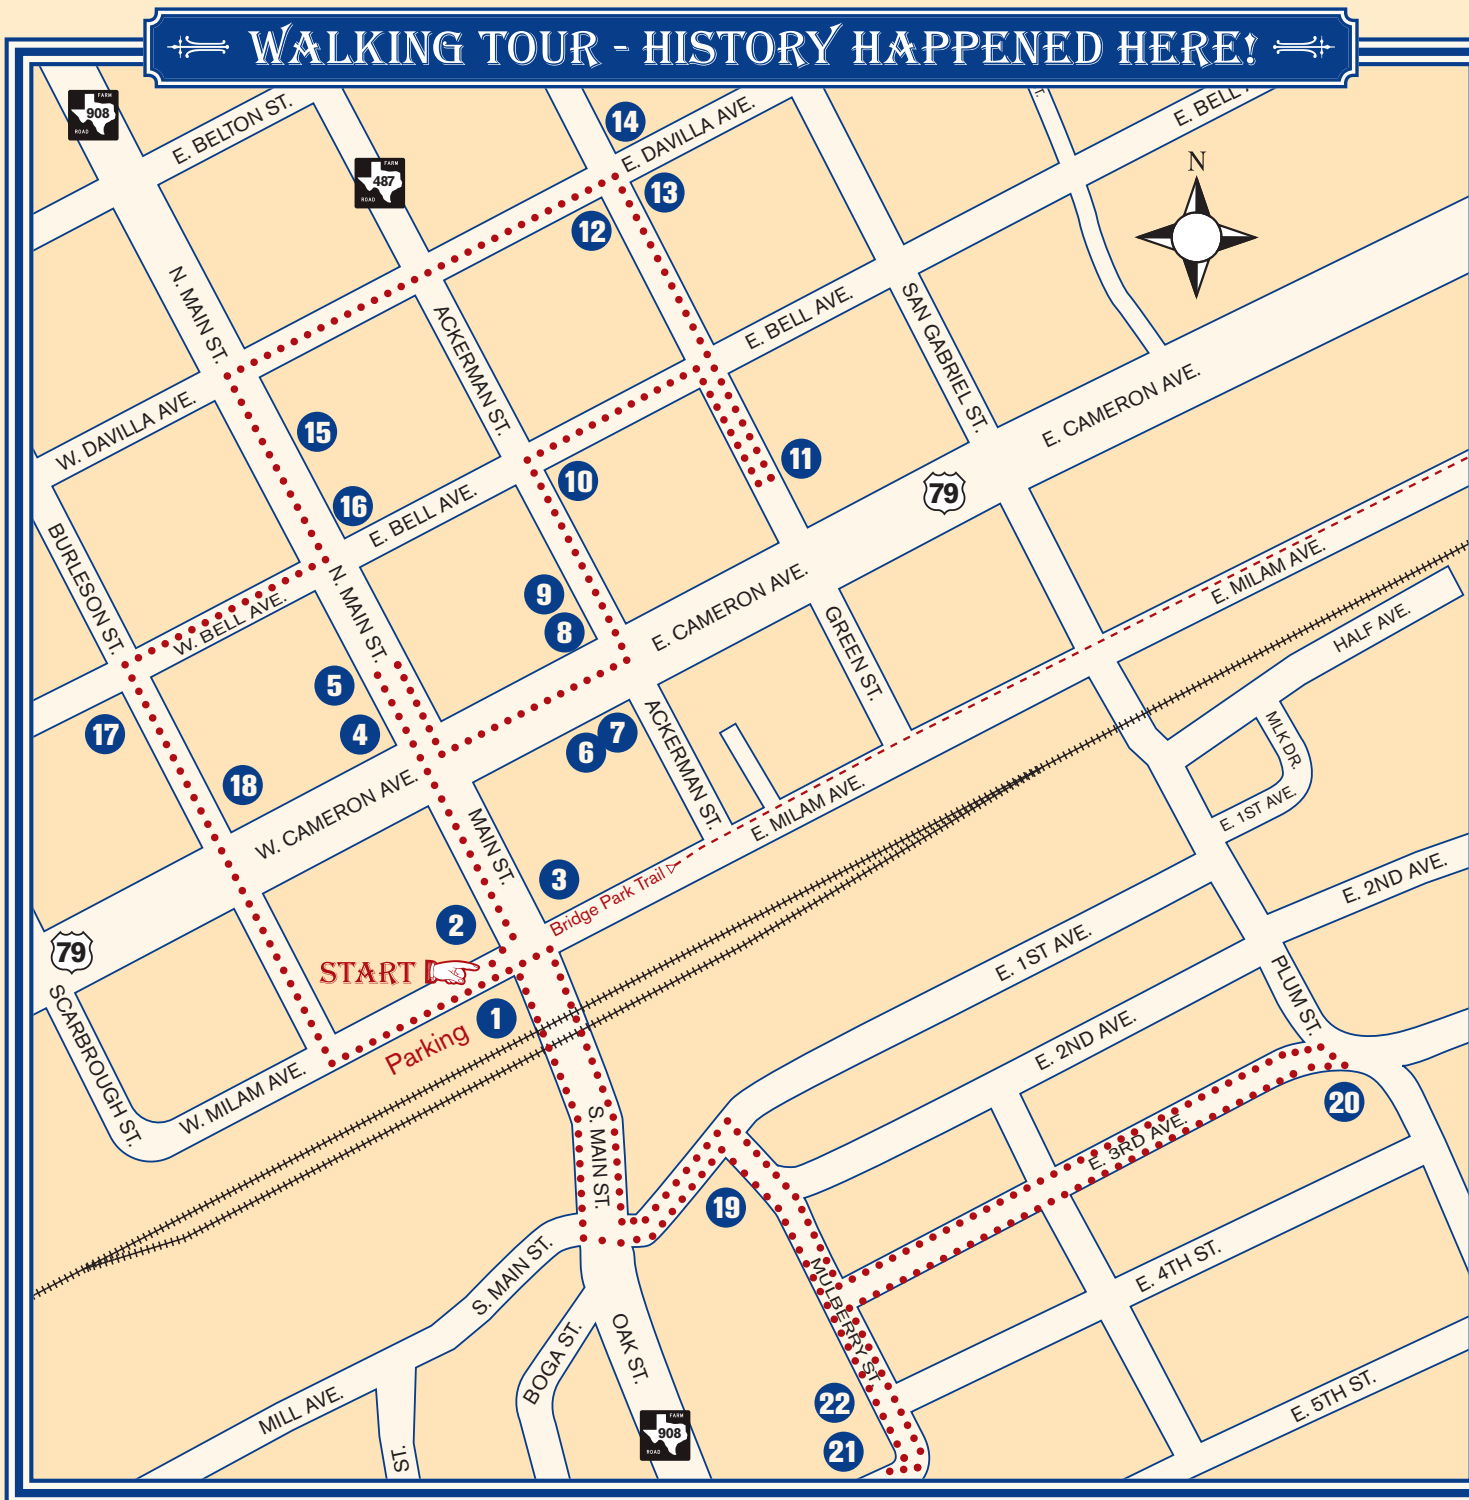 WALKING TOUR - HISTORY HAPPENED HERE!
FARM
908
ROAD
E. BELTON ST.
14
E. DAVILLA AVE.
E. BELL
N
FARM
487
ROAD
13
12
N. MAIN ST.
ACKERMAN ST.
E. BELL AVE.
SAN GABRIEL ST.
E. CAMERON AVE.
W. DAVILLA AVE.
15
11
10
79
16
E. BELL AVE.
BURLESON ST.
N. MAIN ST.
9
8
E. CAMERON AVE.
E. MILAM AVE.
HALF AVE.
W. BELL AVE.
GREEN ST.
5
4
17
7
6
ACKERMAN ST.
MLK DR.
18
W. CAMERON AVE.
MAIN ST.
E. MILAM AVE.
E. 1ST AVE.
3
Bridge Park Trail
E. 2ND AVE.
2
79
START
E. 1ST AVE.
PLUM ST.
SCARBROUGH ST.
1
Parking
E. 2ND AVE.
W. MILAM AVE.
S. MAIN ST.
20
E. 3RD AVE.
19
S. MAIN ST.
MULBERRY ST.
E. 4TH ST.
OAK ST.
BOGA ST.
MILL AVE.
22
E. 5TH ST.
FARM
908
ROAD
21
ST.